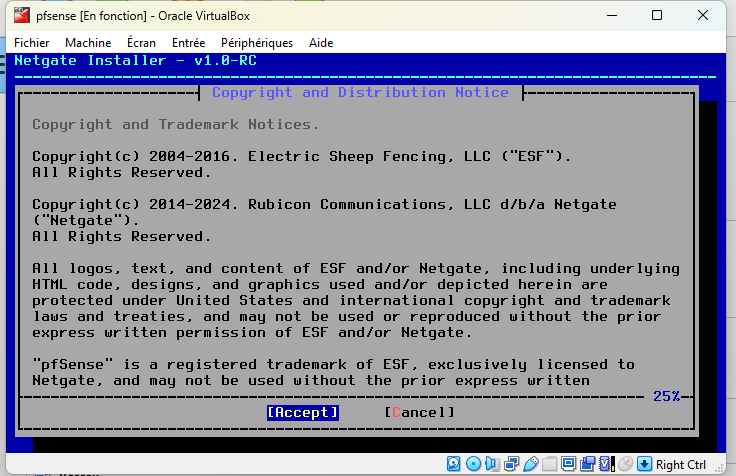 pfsense [En fonction] - Oracle VirtualBox
Fichier Machine Écran Entrée Périphériques Aide
Netgate Installer - v1.0-RC
Copyright and Distribution Notice
Copyright and Trademark Notices.
Copyright(c) 2004-2016. Electric Sheep Fencing, LLC ("ESF").
All Rights Reserved.
Copyright(c) 2014-2024. Rubicon Communications, LLC d/b/a Netgate
("Netgate").
All Rights Reserved.
All logos, text, and content of ESF and/or Netgate, including underlying
HTML code, designs, and graphics used and/or depicted herein are
protected under United States and international copyright and trademark
laws and treaties, and may not be used or reproduced without the prior
express written permission of ESF and/or Netgate.
"pfSense" is a registered trademark of ESF, exclusively licensed to
Netgate, and may not be used without the prior express written
25%
[Accept] [Cancel]
Right Ctrl